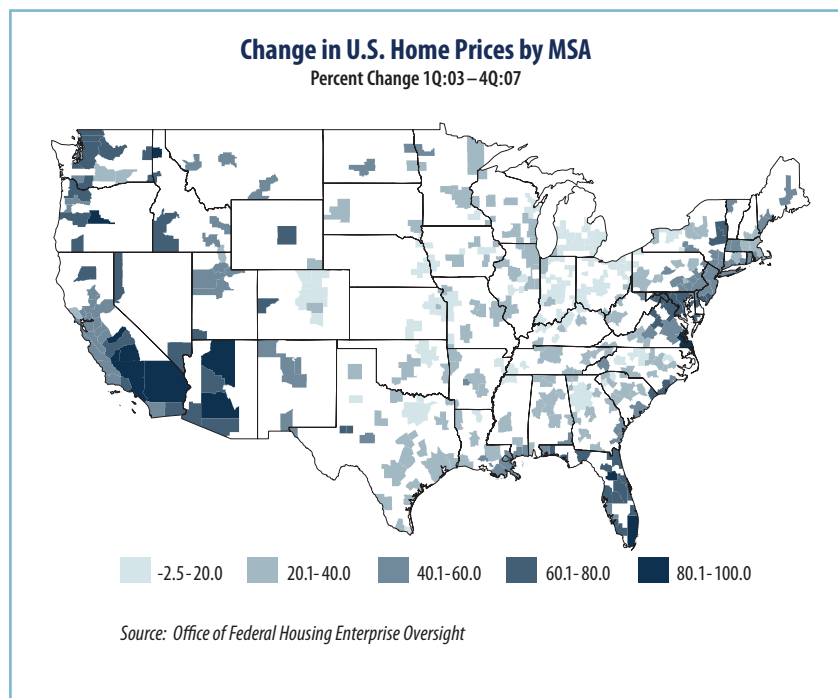 Change in U.S. Home Prices by MSA
Percent Change 1Q:03–4Q:07
-2.5-20.0 20.1-40.0 40.1-60.0 60.1-80.0 80.1-100.0
Source: Office of Federal Housing Enterprise Oversight